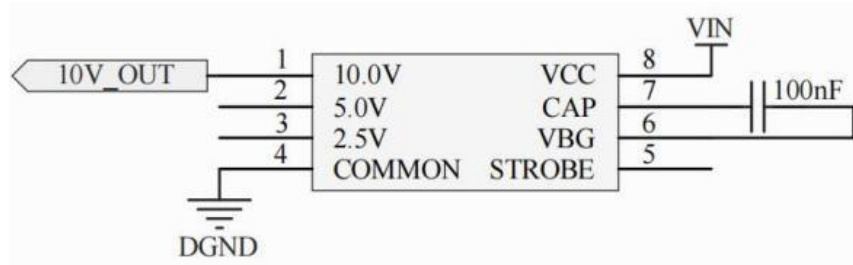 VIN
10V_OUT 1 10.0V VCC 8
2 5.0V CAP 7 100nF
3 2.5V VBG 6
4 COMMON STROBE 5
DGND